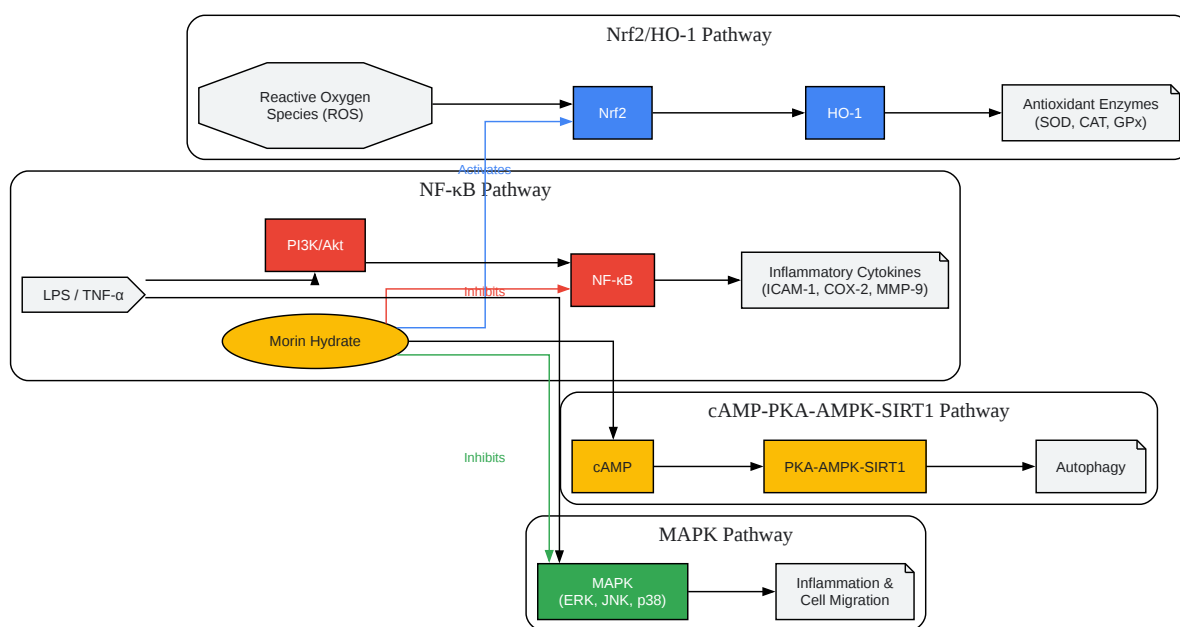 Nrf2/HO-1 Pathway
Reactive Oxygen
Species (ROS)
Nrf2
HO-1
Antioxidant Enzymes
(SOD, CAT, GPx)
Activates
NF-κB Pathway
PI3K/Akt
LPS / TNF-α
Inhibits
NF-κB
Inflammatory Cytokines
(ICAM-1, COX-2, MMP-9)
Morin Hydrate
cAMP-PKA-AMPK-SIRT1 Pathway
Inhibits
cAMP
PKA-AMPK-SIRT1
Autophagy
MAPK Pathway
MAPK
(ERK, JNK, p38)
Inflammation &
Cell Migration